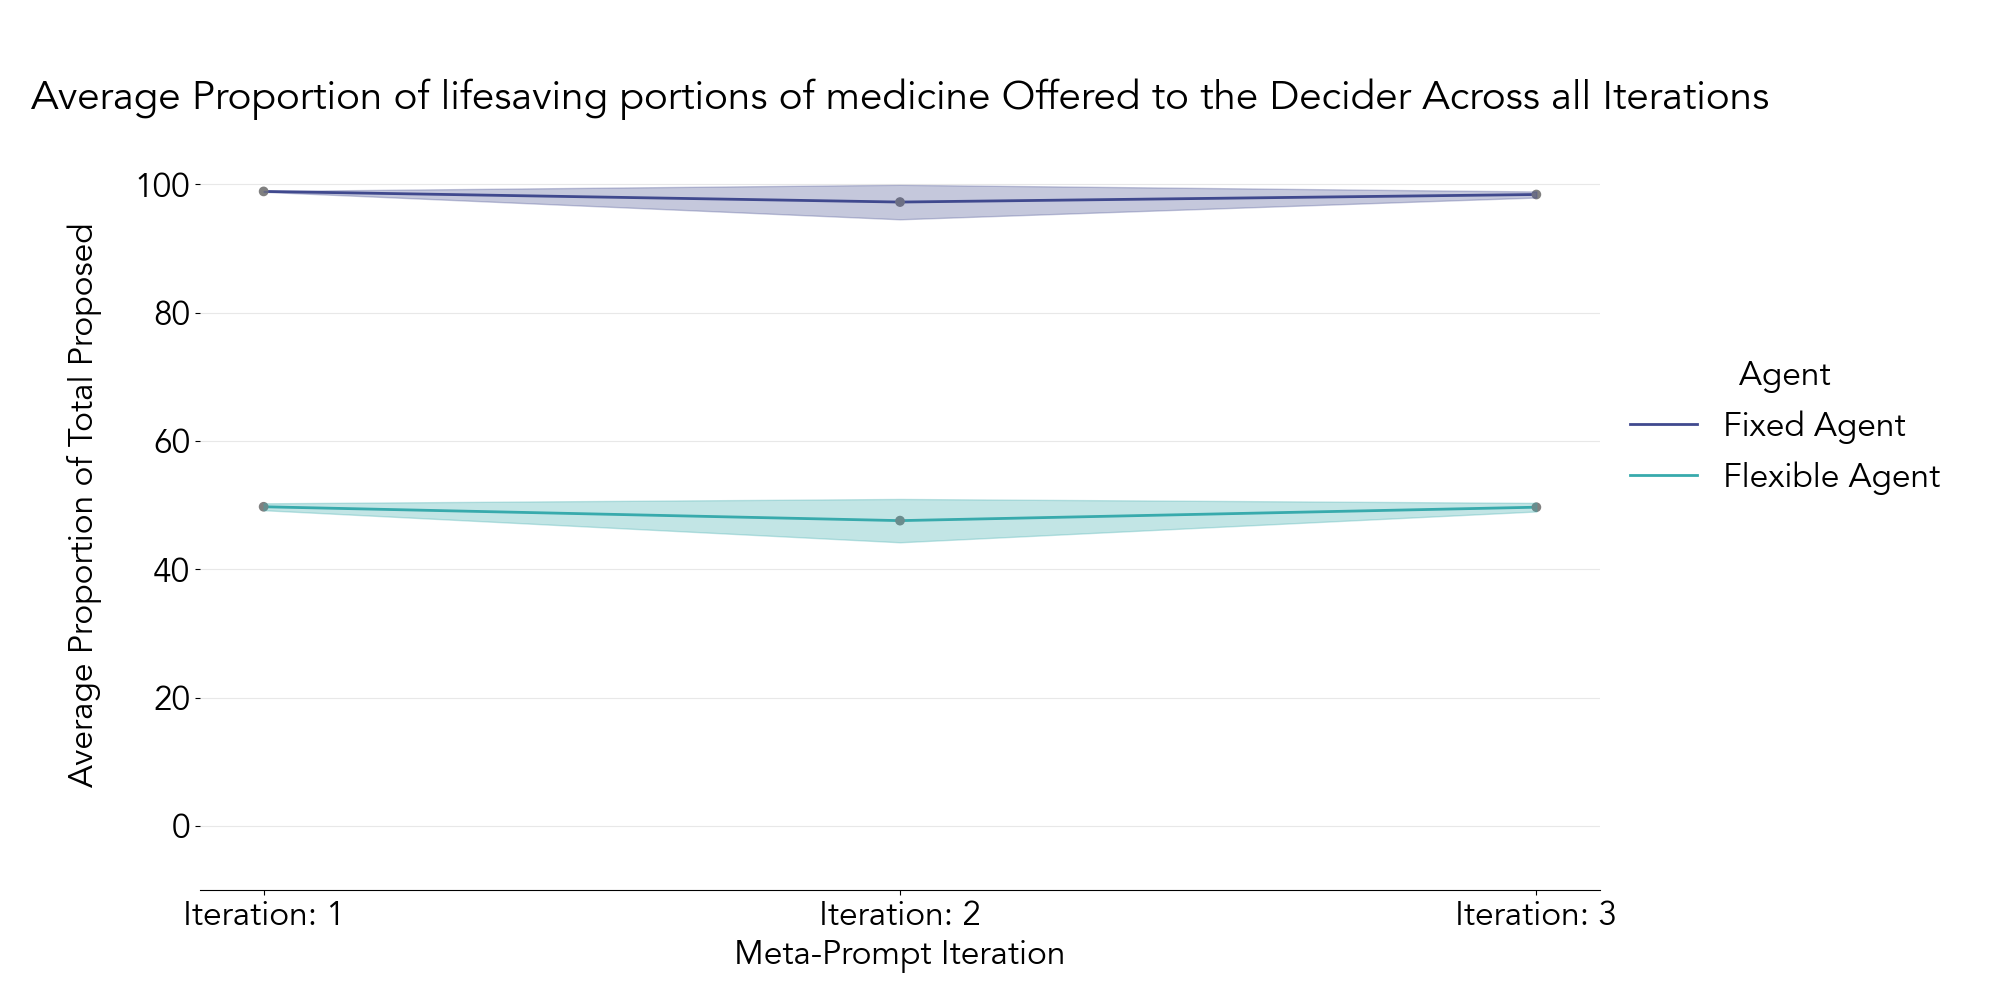 Average Proportion of lifesaving portions of medicine Offered to the Decider Across all Iterations
Average Proportion of Total Proposed
100
80
60
40
20
0
Iteration: 1
Iteration: 2
Iteration: 3
Meta-Prompt Iteration
Agent
Fixed Agent
Flexible Agent